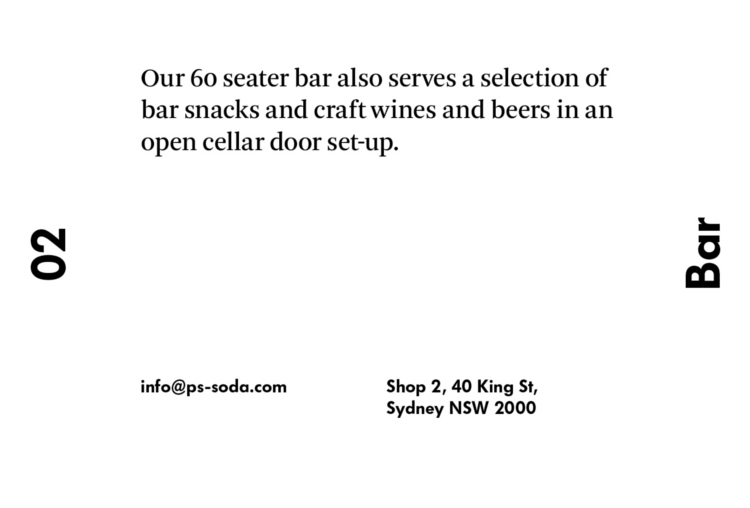 Our 60 seater bar also serves a selection of
bar snacks and craft wines and beers in an
open cellar door set-up.
02
Bar
info@ps-soda.com
Shop 2, 40 King St,
Sydney NSW 2000